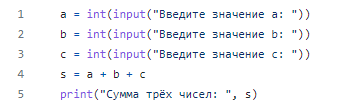 1 a = int(input("Введите значение a: "))
2 b = int(input("Введите значение b: "))
3 c = int(input("Введите значение c: "))
4 s = a + b + c
5 print("Сумма трёх чисел: ", s)